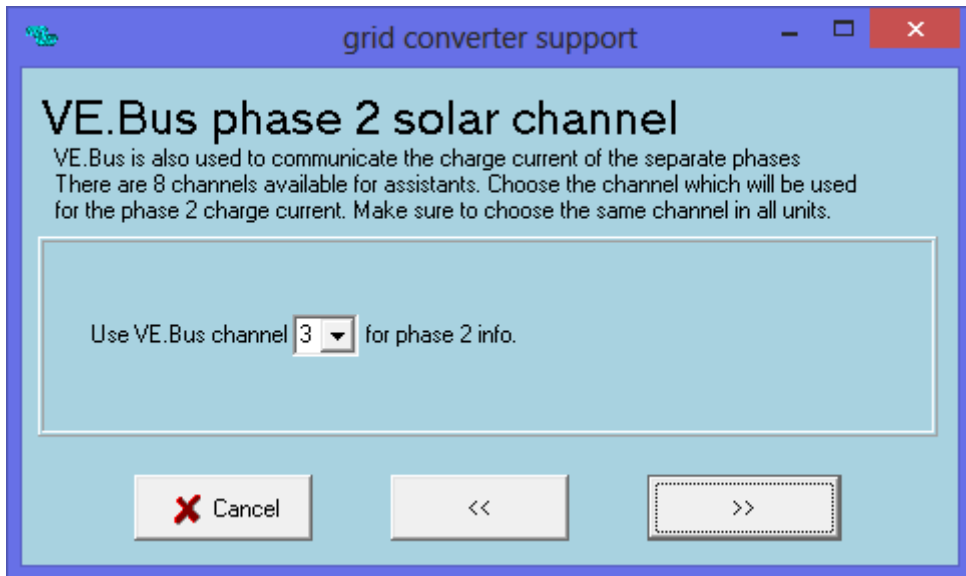 grid converter support
VE.Bus phase 2 solar channel
VE.Bus is also used to communicate the charge current of the separate phases
There are 8 channels available for assistants. Choose the channel which will be used
for the phase 2 charge current. Make sure to choose the same channel in all units.
Use VE.Bus channel 3 for phase 2 info.
Cancel << >>